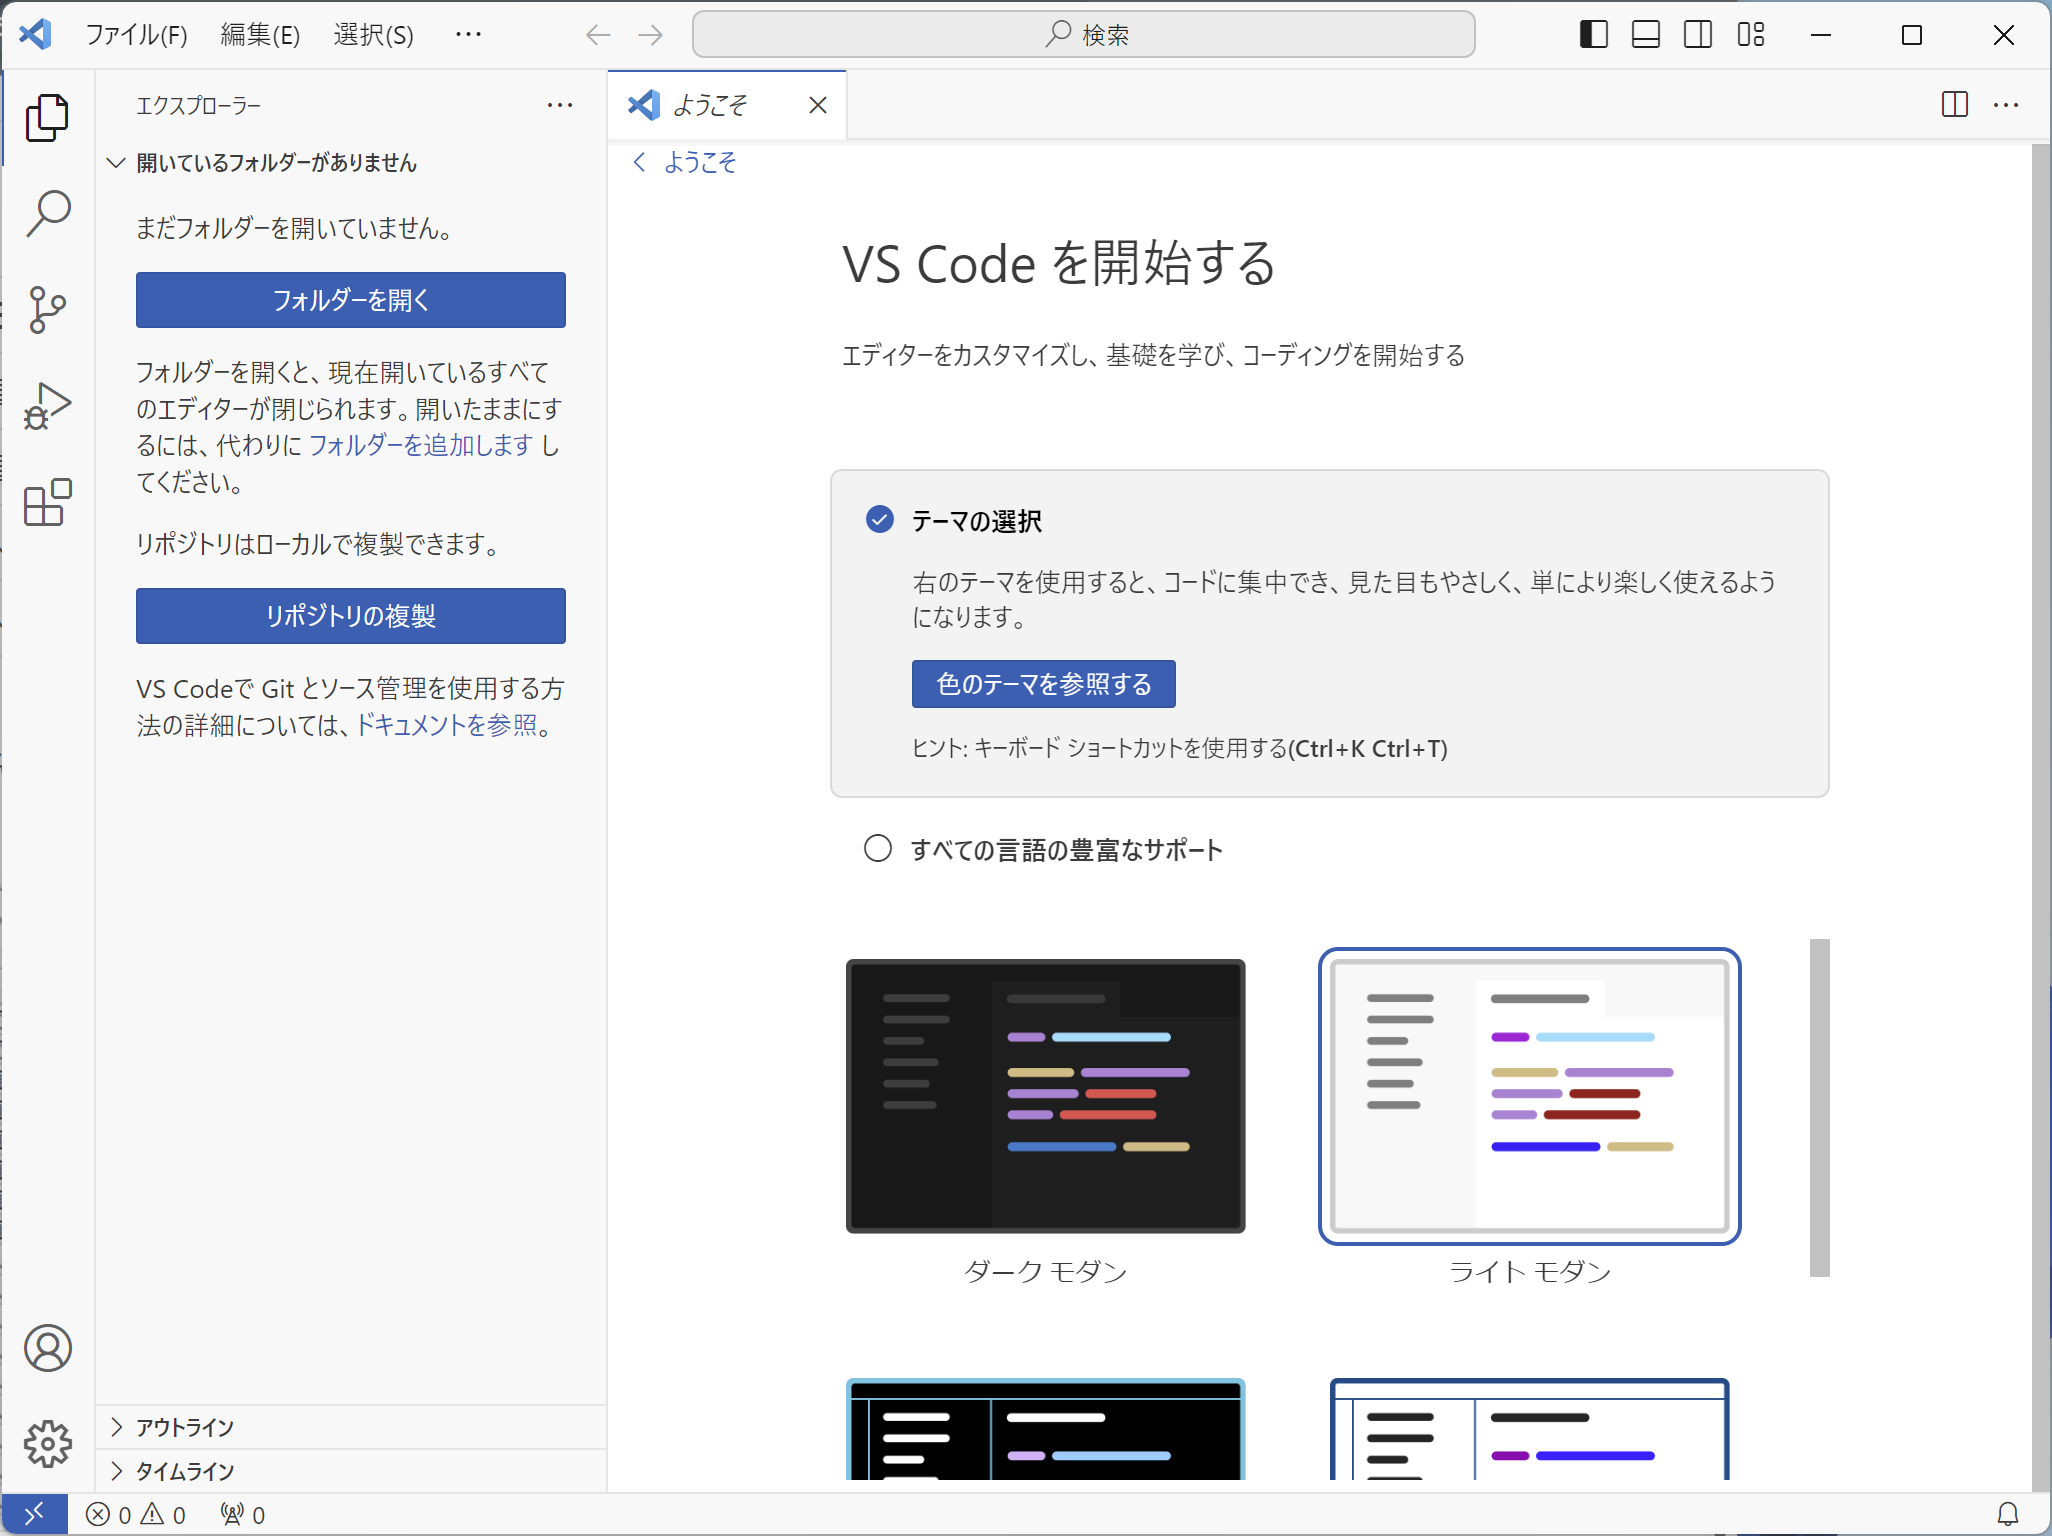 ファイル(F) 編集(E) 選択(S) ··· 検索
エクスプローラー ···
ようこそ
開いているフォルダーがありません
まだフォルダーを開いていません。
フォルダーを開く
フォルダーを開くと、現在開いているすべて
のエディターが閉じられます。開いたままにす
るには、代わりに フォルダーを追加します し
てください。
リポジトリはローカルで複製できます。
リポジトリの複製
VS Codeで Git とソース管理を使用する方
法の詳細については、ドキュメントを参照。
アウトライン
タイムライン
ようこそ
VS Code を開始する
エディターをカスタマイズし、基礎を学び、コーディングを開始する
テーマの選択
右のテーマを使用すると、コードに集中でき、見た目もやさしく、単により楽しく使えるよう
になります。
色のテーマを参照する
ヒント: キーボード ショートカットを使用する(Ctrl+K Ctrl+T)
すべての言語の豊富なサポート
ダーク モダン
ライト モダン
0 0 0